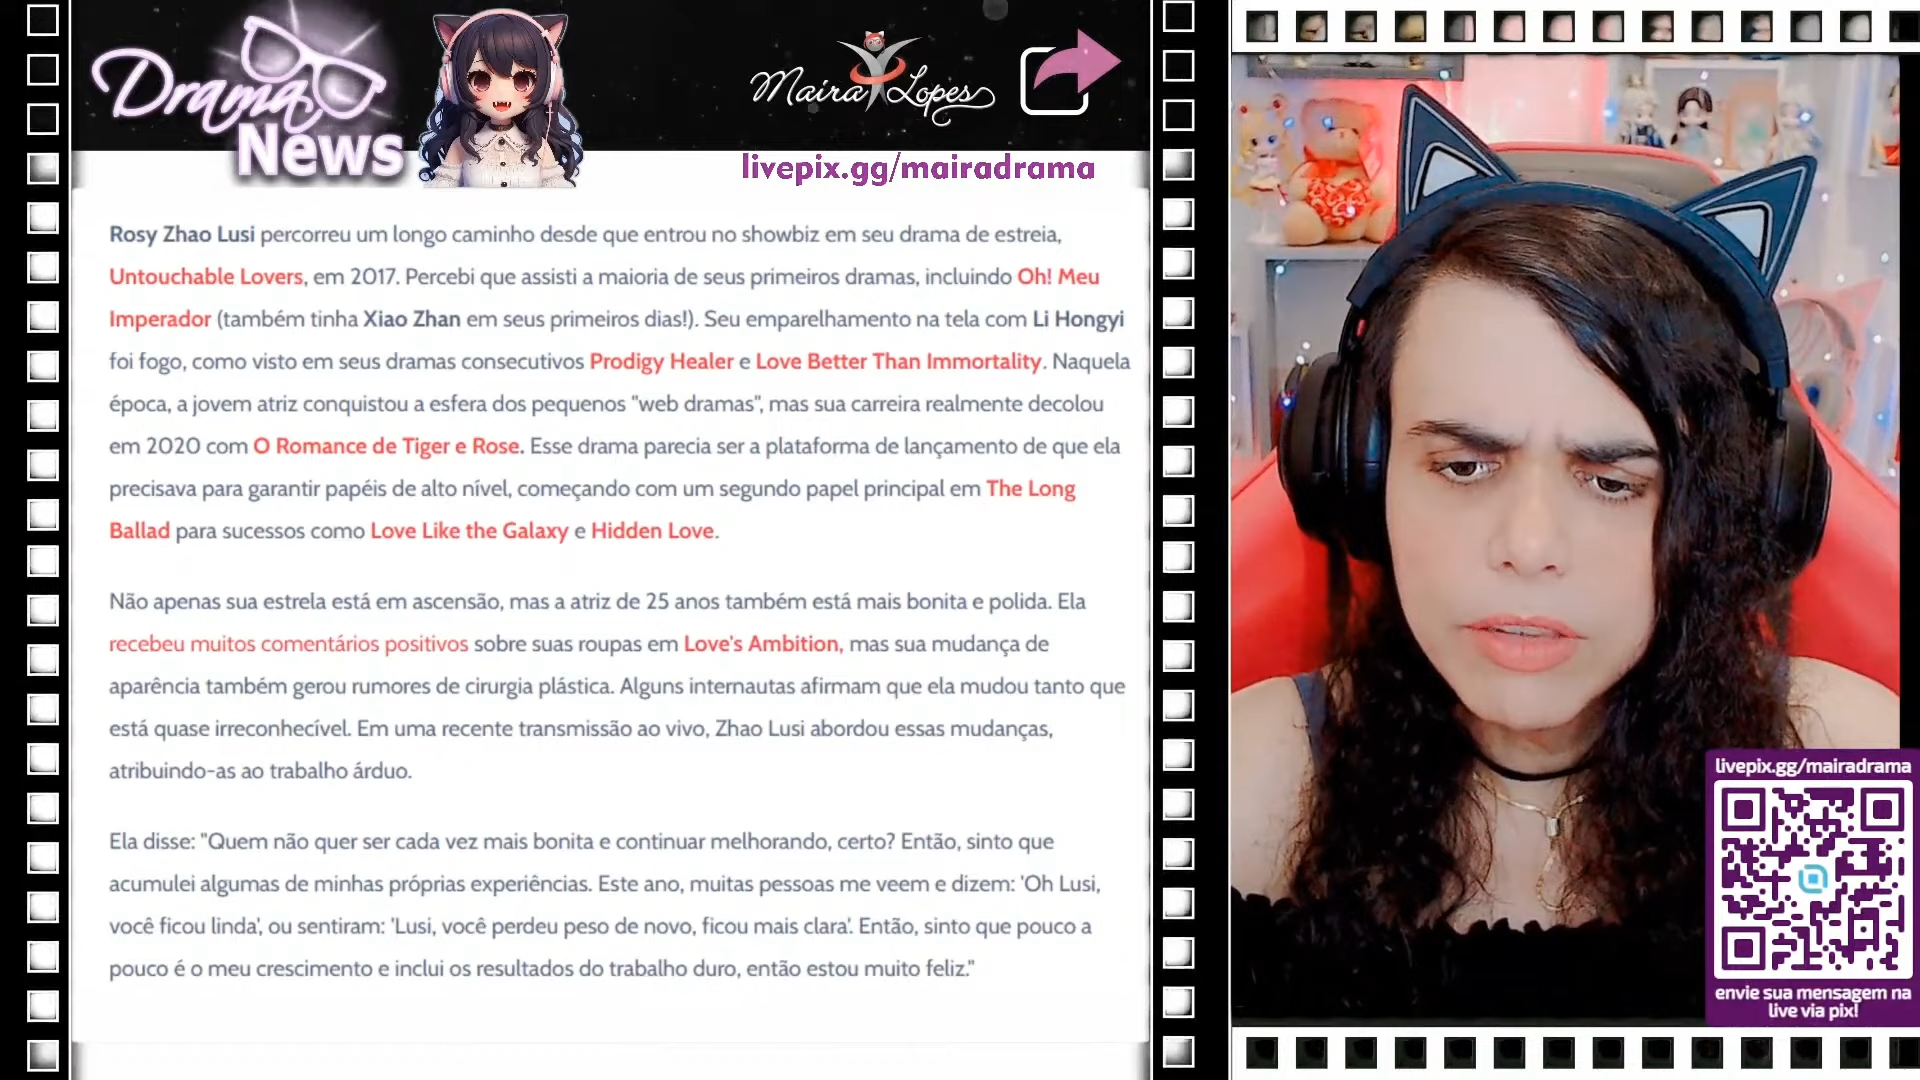 Drama
News
Maira Lopes
livepix.gg/mairadrama
Rosy Zhao Lusi percorreu um longo caminho desde que entrou no showbiz em seu drama de estreia,
Untouchable Lovers, em 2017. Percebi que assisti a maioria de seus primeiros dramas, incluindo Oh! Meu
Imperador (também tinha Xiao Zhan em seus primeiros dias!). Seu emparelhamento na tela com Li Hongyi
foi fogo, como visto em seus dramas consecutivos Prodigy Healer e Love Better Than Immortality. Naquela
época, a jovem atriz conquistou a esfera dos pequenos "web dramas", mas sua carreira realmente decolou
em 2020 com O Romance de Tiger e Rose. Esse drama parecia ser a plataforma de lançamento de que ela
precisava para garantir papéis de alto nível, começando com um segundo papel principal em The Long
Ballad para sucessos como Love Like the Galaxy e Hidden Love.
Não apenas sua estrela está em ascensão, mas a atriz de 25 anos também está mais bonita e polida. Ela
recebeu muitos comentários positivos sobre suas roupas em Love's Ambition, mas sua mudança de
aparência também gerou rumores de cirurgia plástica. Alguns internautas afirmam que ela mudou tanto que
está quase irreconhecível. Em uma recente transmissão ao vivo, Zhao Lusi abordou essas mudanças,
atribuindo-as ao trabalho árduo.
Ela disse: "Quem não quer ser cada vez mais bonita e continuar melhorando, certo? Então, sinto que
acumulei algumas de minhas próprias experiências. Este ano, muitas pessoas me veem e dizem: 'Oh Lusi,
você ficou linda', ou sentiram: 'Lusi, você perdeu peso de novo, ficou mais clara'. Então, sinto que pouco a
pouco é o meu crescimento e inclui os resultados do trabalho duro, então estou muito feliz."
livepix.gg/mairadrama
envie sua mensagem na
live via pix!